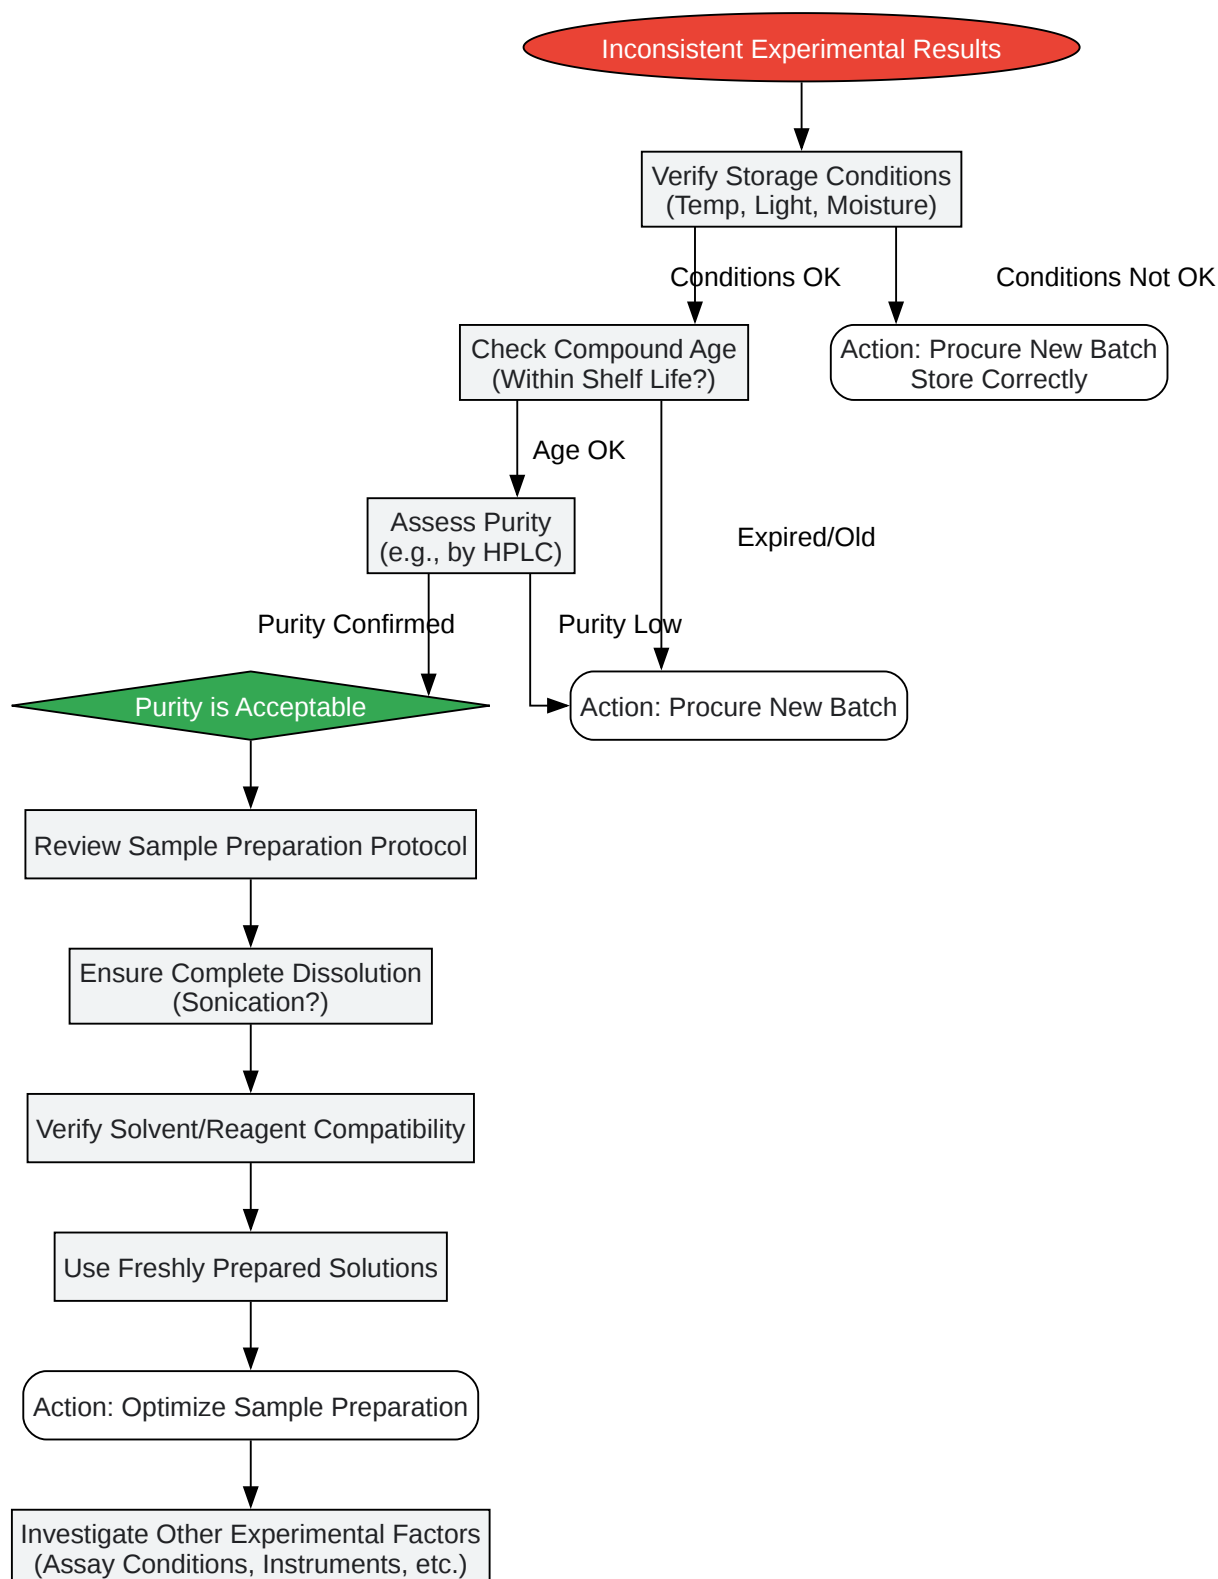 Inconsistent Experimental Results
Verify Storage Conditions
(Temp, Light, Moisture)
Conditions OK
Conditions Not OK
Check Compound Age
(Within Shelf Life?)
Action: Procure New Batch
Store Correctly
Age OK
Expired/Old
Assess Purity
(e.g., by HPLC)
Purity Confirmed
Purity Low
Purity is Acceptable
Action: Procure New Batch
Review Sample Preparation Protocol
Ensure Complete Dissolution
(Sonication?)
Verify Solvent/Reagent Compatibility
Use Freshly Prepared Solutions
Action: Optimize Sample Preparation
Investigate Other Experimental Factors
(Assay Conditions, Instruments, etc.)